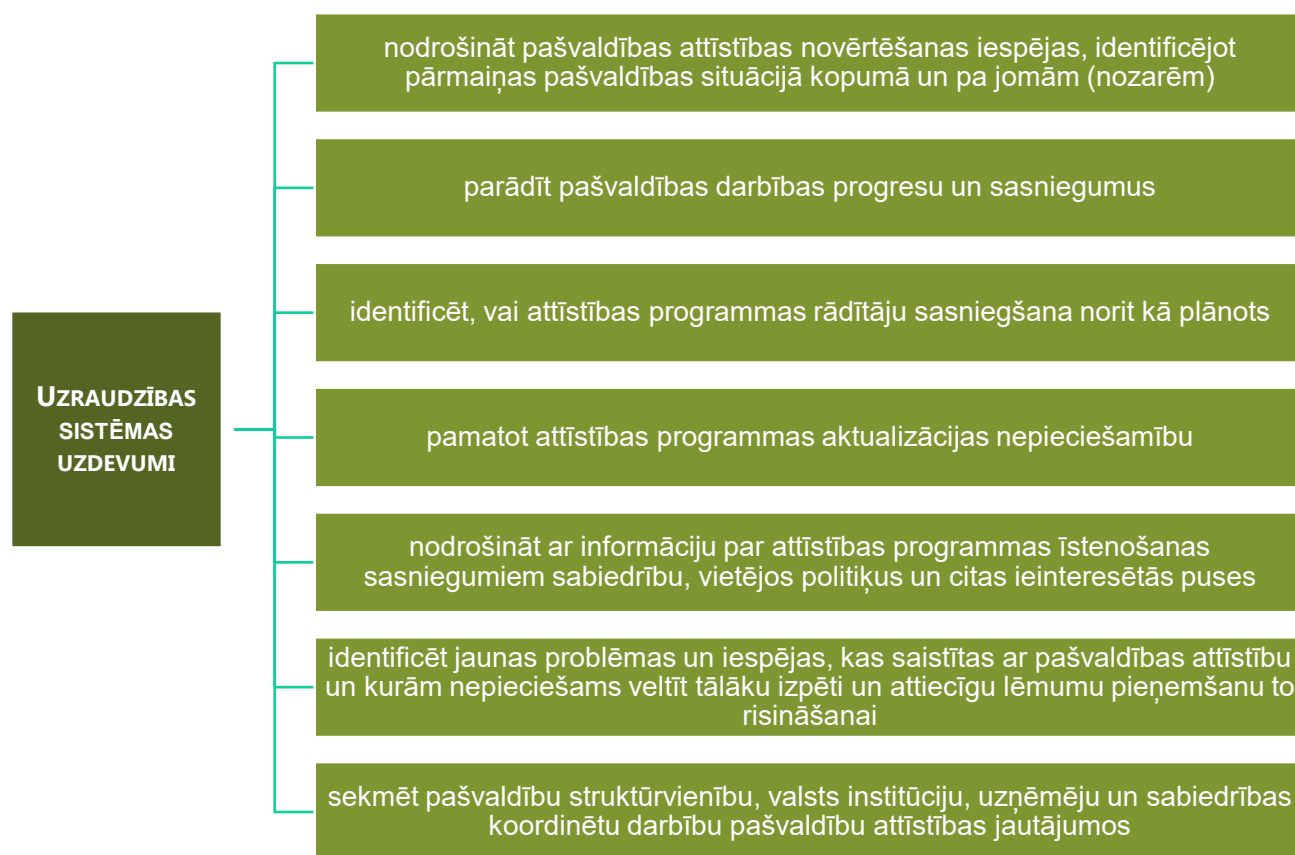 nodrošināt pašvaldības attīstības novērtēšanas iespējas, identificējot
pārmaiņas pašvaldības situācijā kopumā un pa jomām (nozarēm)
parādīt pašvaldības darbības progresu un sasniegumus
identificēt, vai attīstības programmas rādītāju sasniegšana norit kā plānots
UZRAUDZĪBAS
SISTĒMAS
UZDEVUMI
pamatot attīstības programmas aktualizācijas nepieciešamību
nodrošināt ar informāciju par attīstības programmas īstenošanas
sasniegumiem sabiedrību, vietējos politiķus un citas ieinteresētās puses
identificēt jaunas problēmas un iespējas, kas saistītas ar pašvaldības attīstību
un kurām nepieciešams veltīt tālāku izpēti un attiecīgu lēmumu pieņemšanu to
risināšanai
sekmēt pašvaldību struktūrvienību, valsts institūciju, uzņēmēju un sabiedrības
koordinētu darbību pašvaldību attīstības jautājumos